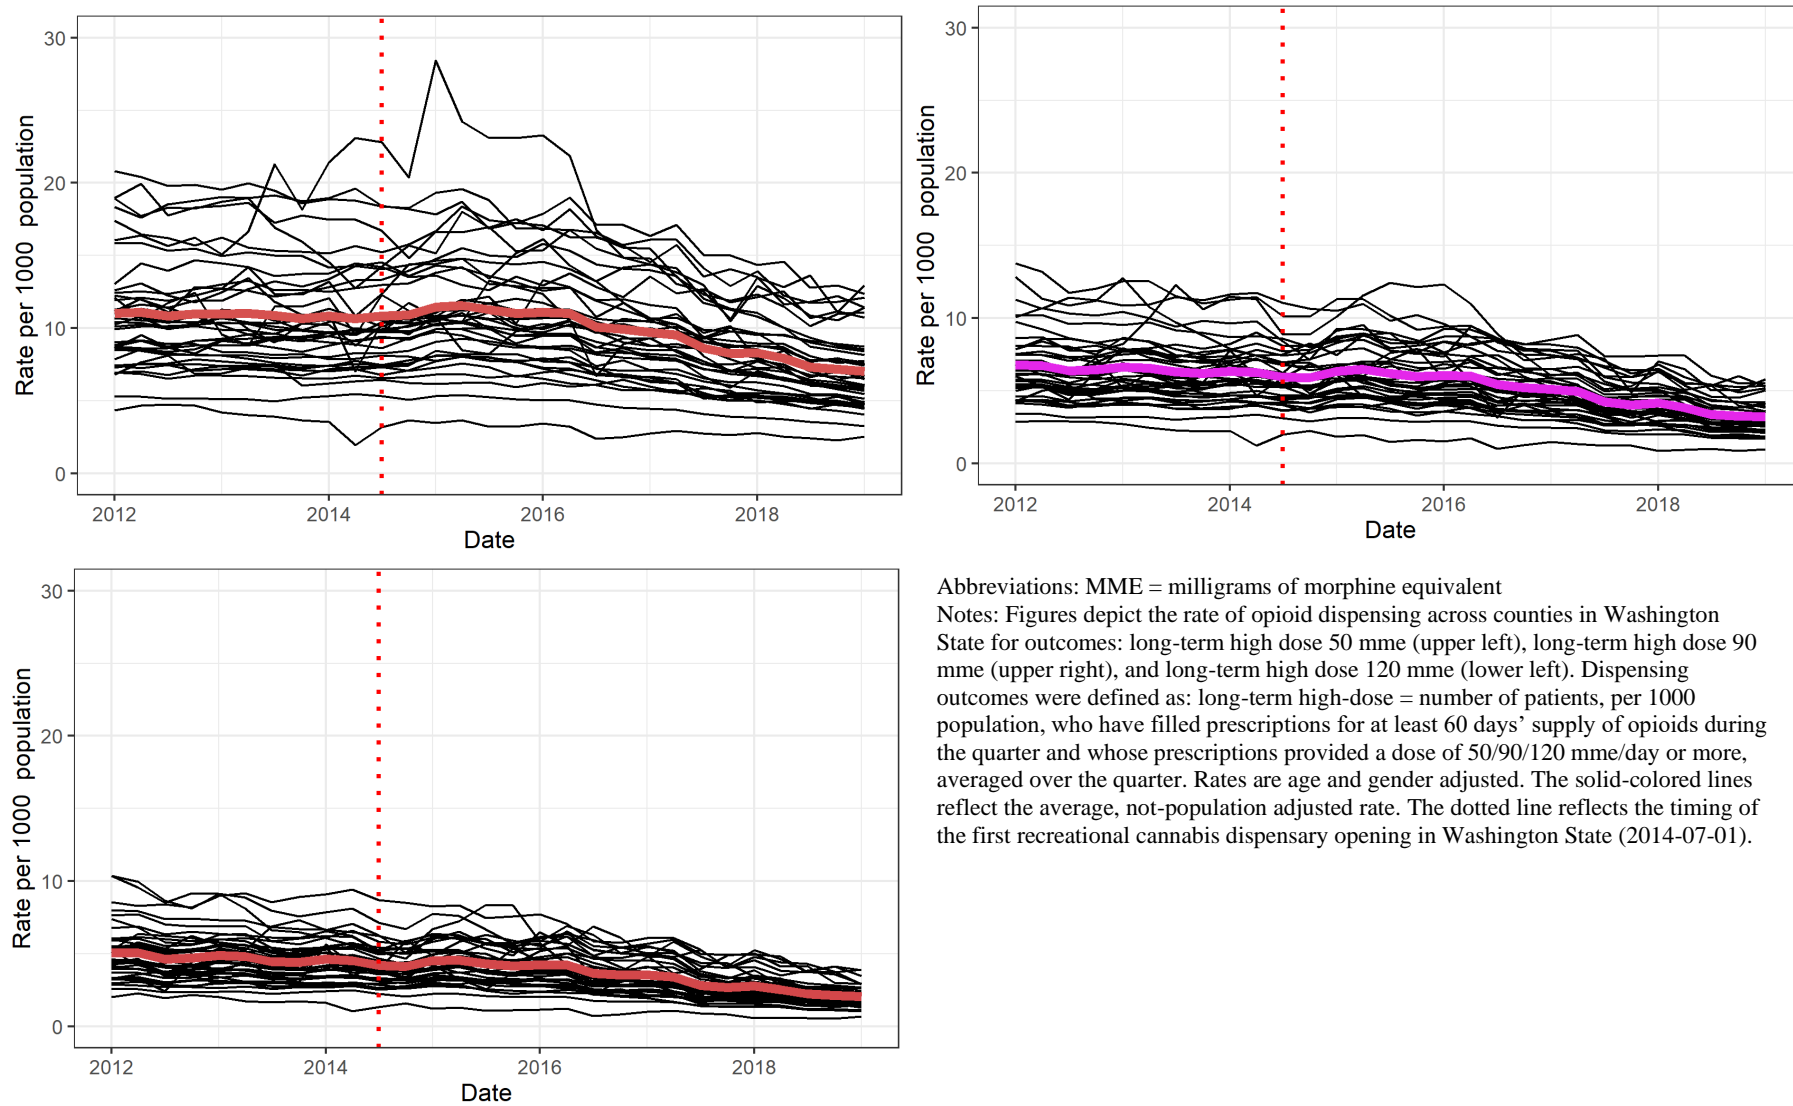 30
20
10
0
Rate per 1000  population
2012
2014
2016
2018
Date
30
20
10
0
Rate per 1000  population
2012
2014
2016
2018
Date
30
20
10
0
Rate per 1000  population
2012
2014
2016
2018
Date
Abbreviations: MME = milligrams of morphine equivalent
Notes: Figures depict the rate of opioid dispensing across counties in Washington
State for outcomes: long-term high dose 50 mme (upper left), long-term high dose 90
mme (upper right), and long-term high dose 120 mme (lower left). Dispensing
outcomes were defined as: long-term high-dose = number of patients, per 1000
population, who have filled prescriptions for at least 60 days’ supply of opioids during
the quarter and whose prescriptions provided a dose of 50/90/120 mme/day or more,
averaged over the quarter. Rates are age and gender adjusted. The solid-colored lines
reflect the average, not-population adjusted rate. The dotted line reflects the timing of
the first recreational cannabis dispensary opening in Washington State (2014-07-01).